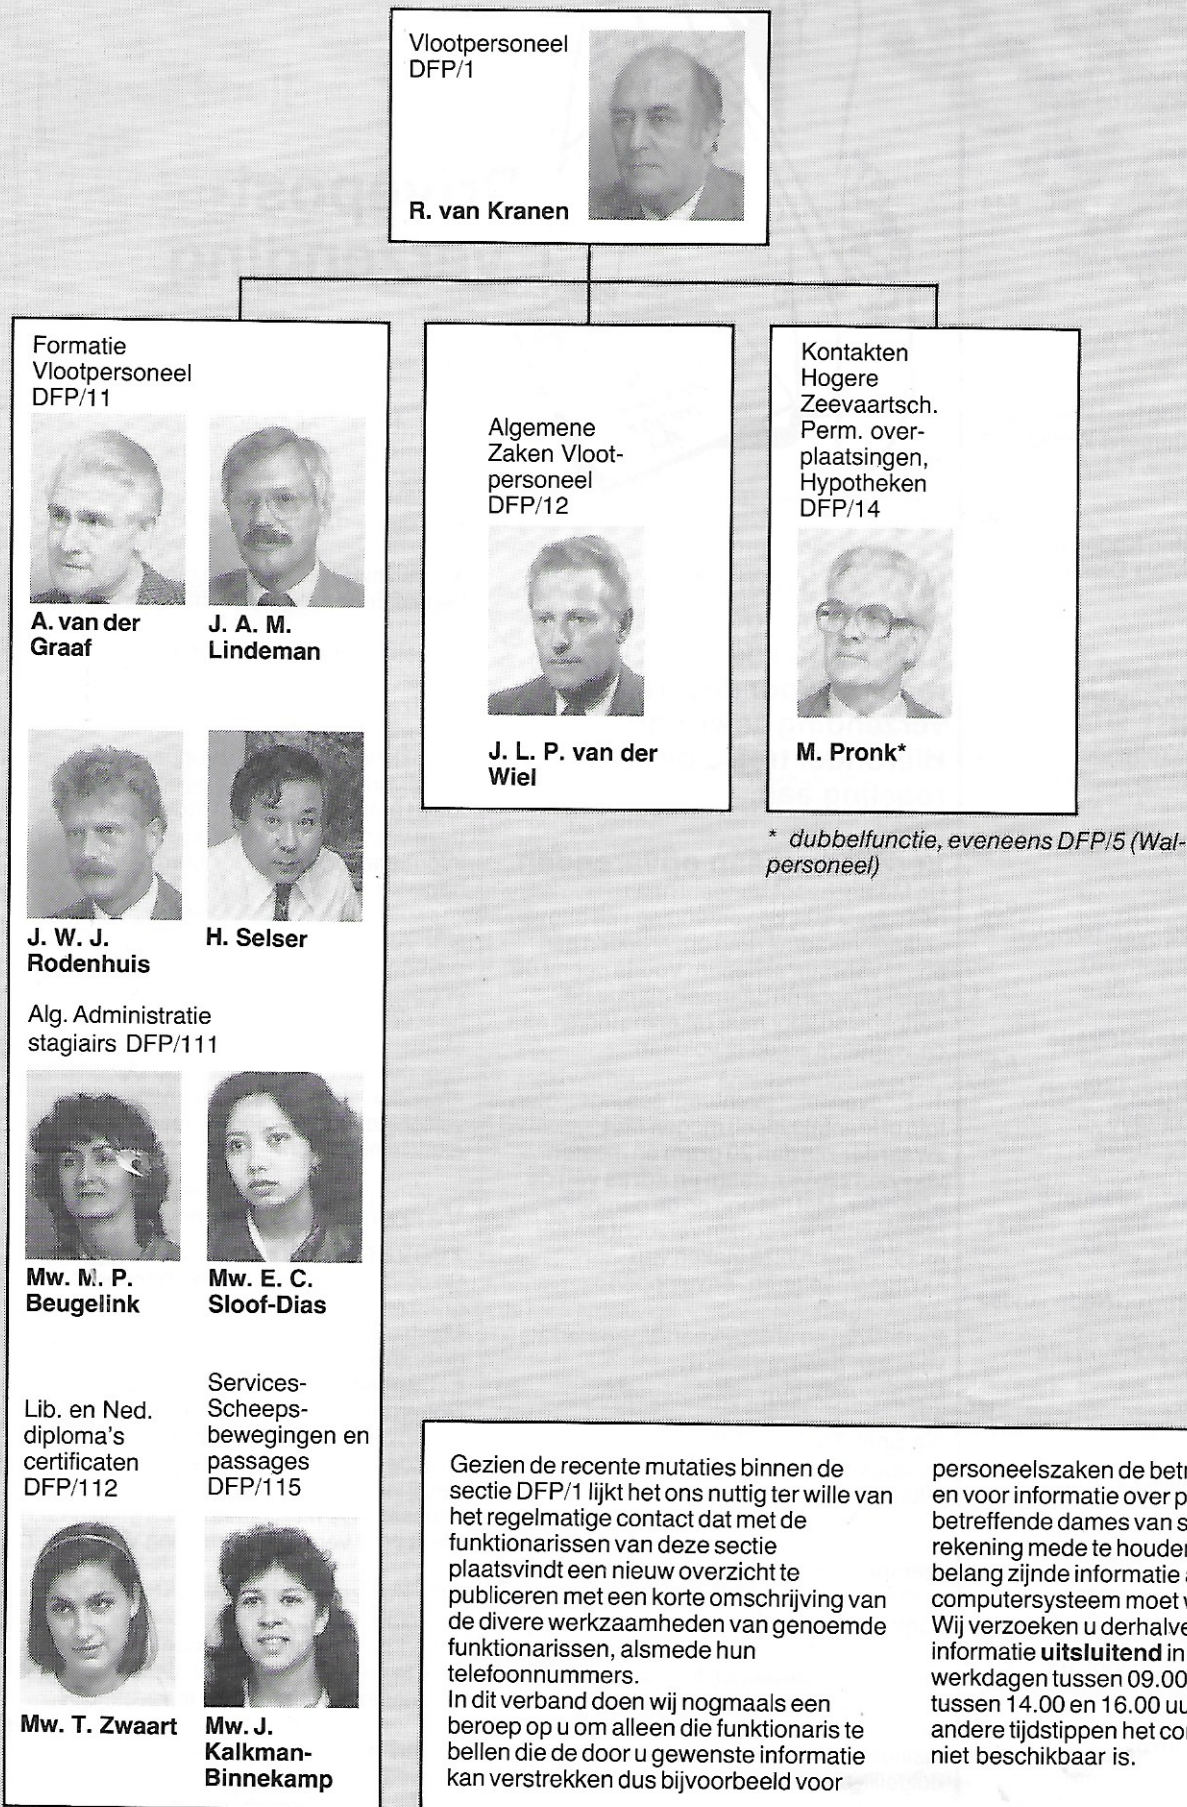 Vlootpersoneel
DFP/1
R. van Kranen
Formatie
Vlootpersoneel
DFP/11
A. van der
Graaf
J. A. M.
Lindeman
J. W. J.
Rodenhuis
H. Selser
Alg. Administratie
stagiairs DFP/111
Mw. M. P.
Beugelink
Mw. E. C.
Sloof-Dias
Lib. en Ned.
diploma's
certificaten
DFP/112
Mw. T. Zwaart
Services-
Scheeps-
bewegingen en
passages
DFP/115
Mw. J.
Kalkman-
Binnekamp
Algemene
Zaken Vloot-
personeel
DFP/12
J. L. P. van der
Wiel
Kontakten
Hogere
Zeevaartsch.
Perm. over-
plaatsingen,
Hypotheken
DFP/14
M. Pronk*
* dubbelfunctie, eveneens DFP/5 (Wal-
personeel)
Gezien de recente mutaties binnen de
sectie DFP/1 lijkt het ons nuttig ter wille van
het regelmatige contact dat met de
funktionarissen van deze sectie
plaatsvindt een nieuw overzicht te
publiceren met een korte omschrijving van
de divere werkzaamheden van genoemde
funktionarissen, alsmede hun
telefoonnummers.
In dit verband doen wij nogmaals een
beroep op u om alleen die funktionaris te
bellen die de door u gewenste informatie
kan verstrekken dus bijvoorbeeld voor
personeelszaken de
en voor informatie over
betreffende dames van
rekening mede te
belang zijnde informatie
computersysteem moet
Wij verzoeken u derhalve
informatie uitsluitend in
werkdagen tussen 09.00
tussen 14.00 en 16.00
andere tijdstippen het
niet beschikbaar is.